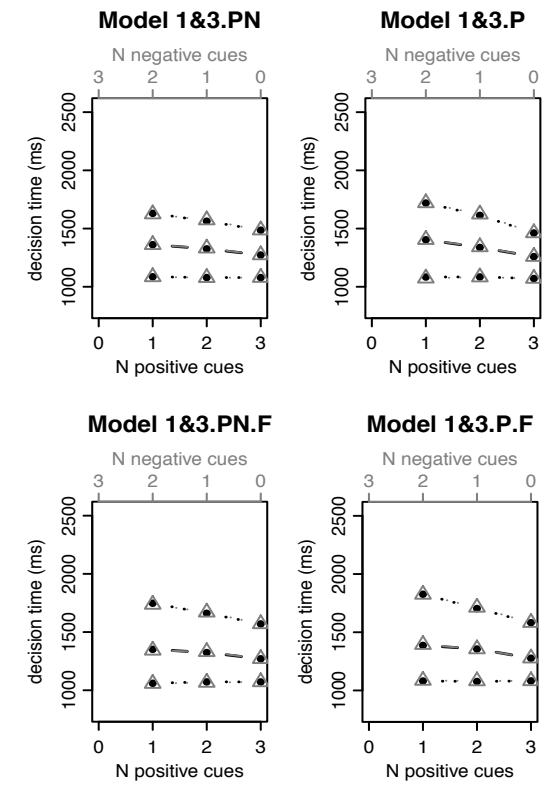 Model 1&3.PN
N negative cues
3 2 1 0
decision time (ms)
1000 1500 2000 2500
0 1 2 3
N positive cues
Model 1&3.P
N negative cues
3 2 1 0
decision time (ms)
1000 1500 2000 2500
0 1 2 3
N positive cues
Model 1&3.PN.F
N negative cues
3 2 1 0
decision time (ms)
1000 1500 2000 2500
0 1 2 3
N positive cues
Model 1&3.P.F
N negative cues
3 2 1 0
decision time (ms)
1000 1500 2000 2500
0 1 2 3
N positive cues